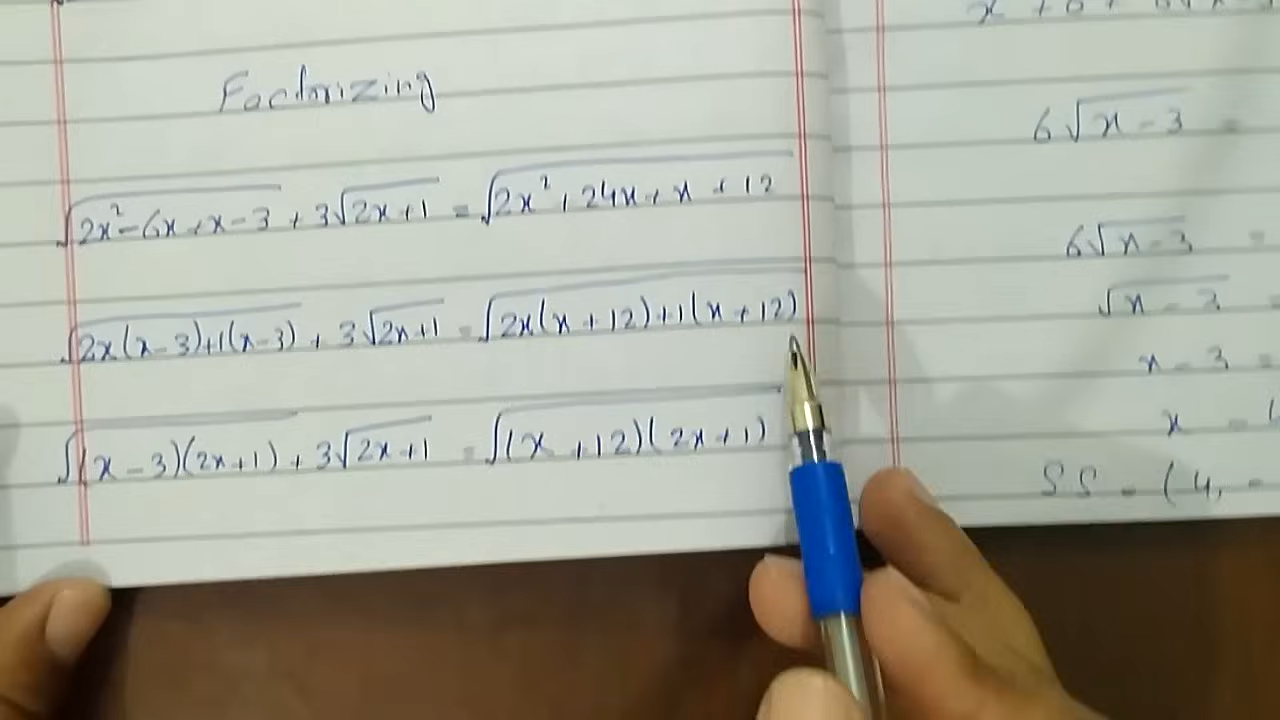 Factorizing
√2x²-6x+x-3 + 3√2x+1 = √2x²+24x+x+12
√2x(x-3)+1(x-3) + 3√2x+1 = √2x(x+12)+1(x+12)
√(x-3)(2x+1) + 3√2x+1 = √(x+12)(2x+1)
6√x-3 =
6√x-3 =
√x-3 =
x-3 =
x =
SS = (4,